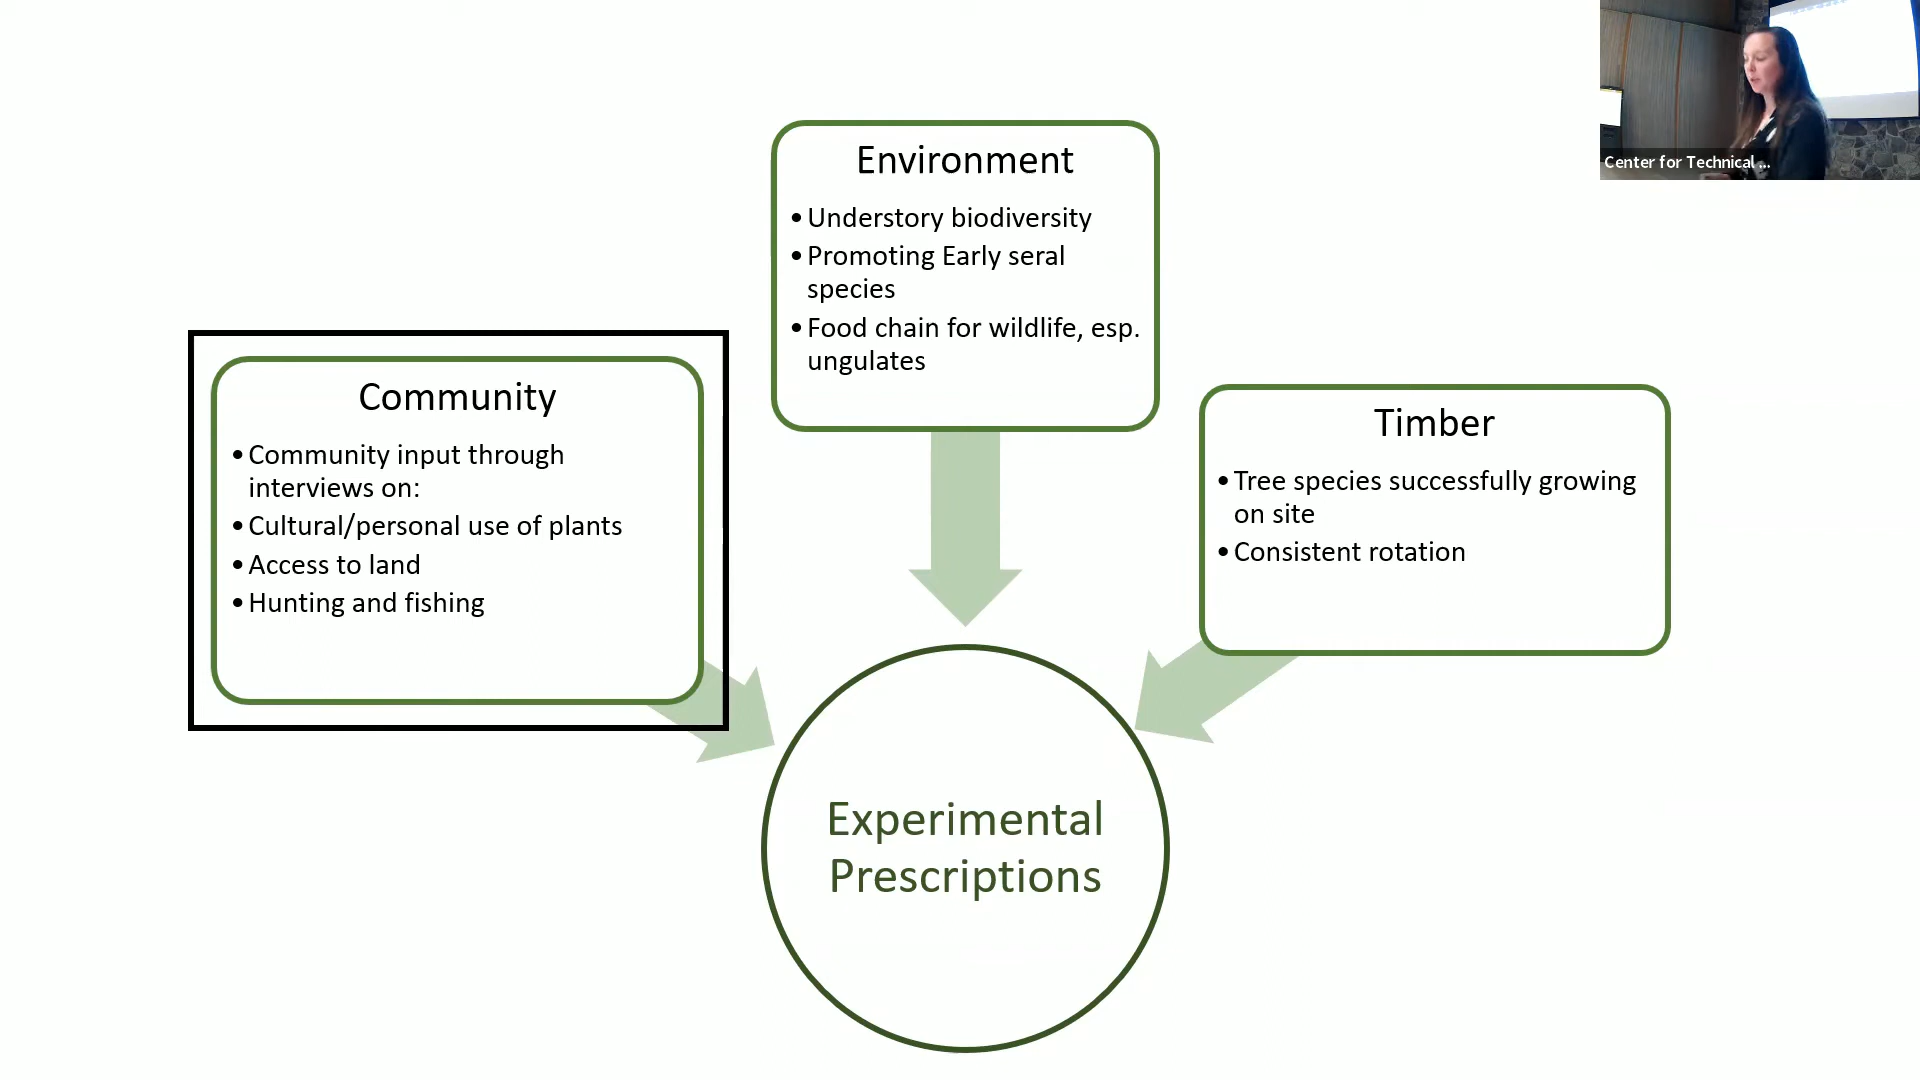 Center for Technical ...
Environment
•Understory biodiversity
•Promoting Early seral
species
•Food chain for wildlife, esp.
ungulates
Community
•Community input through
interviews on:
•Cultural/personal use of plants
•Access to land
•Hunting and fishing
Timber
•Tree species successfully growing
on site
•Consistent rotation
Experimental
Prescriptions